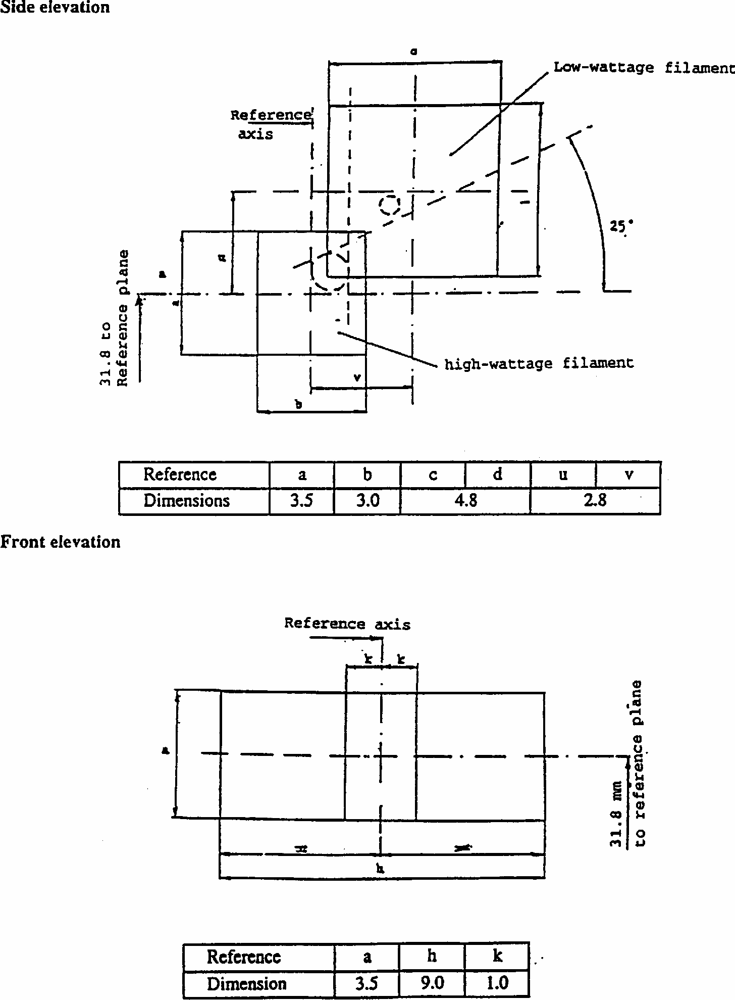 Side elevation
a
Low-wattage filament
Reference
axis
25°
u
a
a
31.8 to
Reference plane
high-wattage filament
v
b
Reference a b c d u v
Dimensions 3.5 3.0 4.8 2.8
Front elevation
Reference axis
k k
a
31.8 mm
to reference plane
h
Reference a h k
Dimension 3.5 9.0 1.0